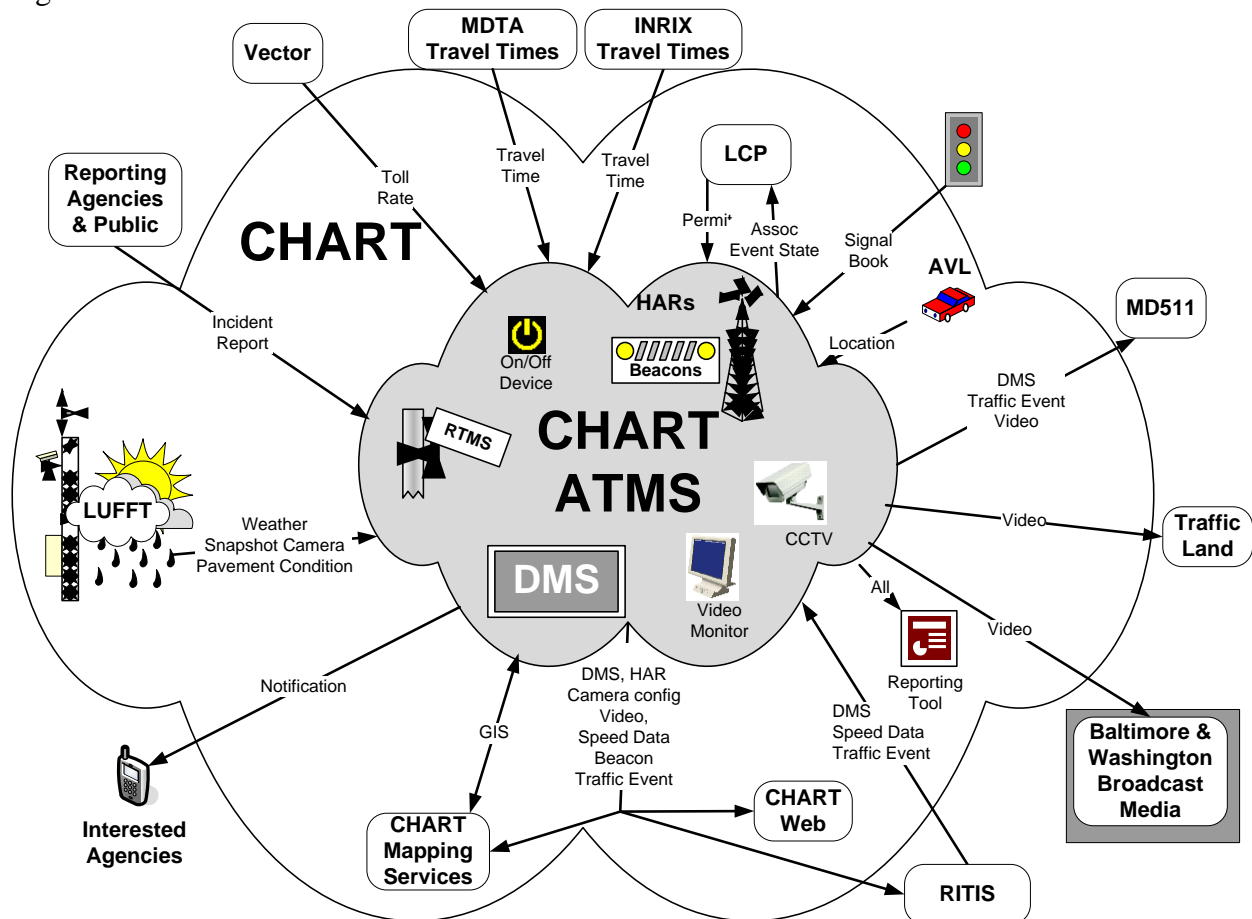 MDTA
Travel Times
INRIX
Travel Times
Vector
LCP
Reporting
Agencies
& Public
Travel
Time
Travel
Time
Toll
Rate
CHART
Permit
Assoc
Event State
Signal
Book
AVL
MD511
HARs
Incident
Report
On/Off
Device
Beacons
Location
DMS
Traffic Event
Video
RTMS
CHART
ATMS
LUFFT
Weather
Snapshot Camera
Pavement Condition
CCTV
Video
Traffic
Land
DMS
Video
Monitor
All
Video
Reporting
Tool
Notification
GIS
DMS, HAR
Camera config
Video,
Speed Data
Beacon
Traffic Event
DMS
Speed Data
Traffic Event
Baltimore &
Washington
Broadcast
Media
Interested
Agencies
CHART
Mapping
Services
CHART
Web
RITIS